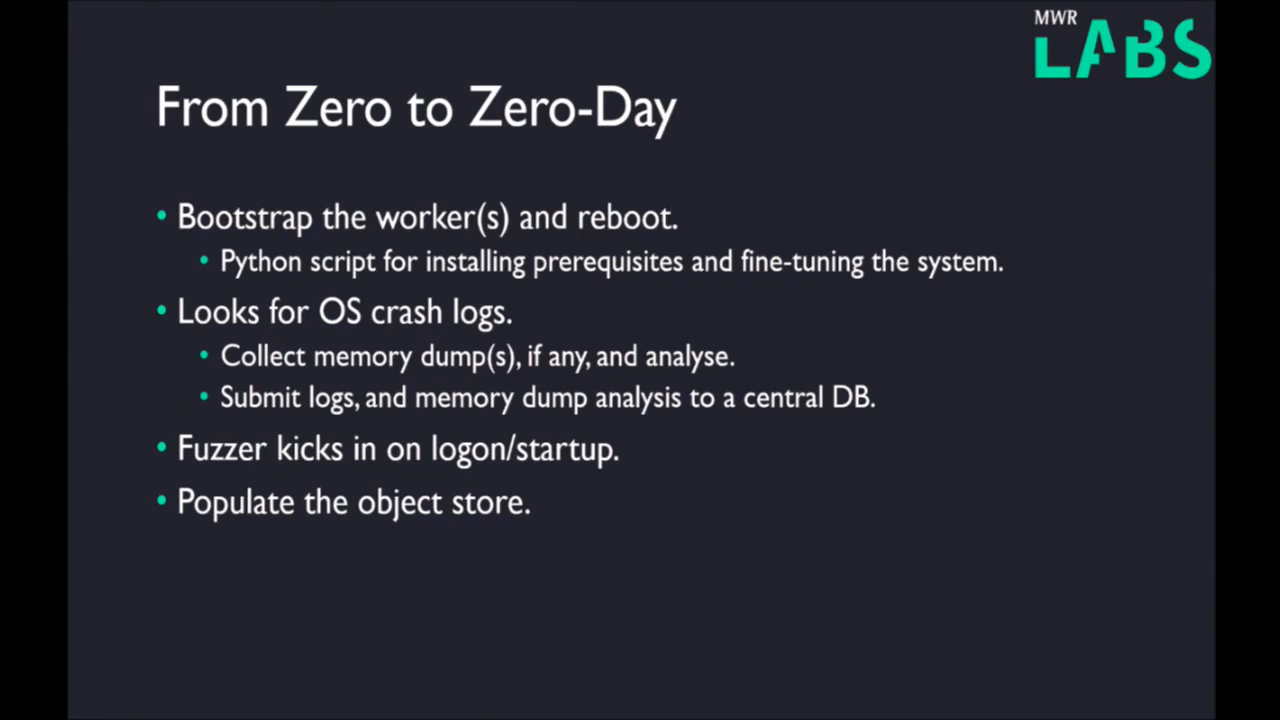 MWR
LABS
From Zero to Zero-Day
• Bootstrap the worker(s) and reboot.
• Python script for installing prerequisites and fine-tuning the system.
• Looks for OS crash logs.
• Collect memory dump(s), if any, and analyse.
• Submit logs, and memory dump analysis to a central DB.
• Fuzzer kicks in on logon/startup.
• Populate the object store.